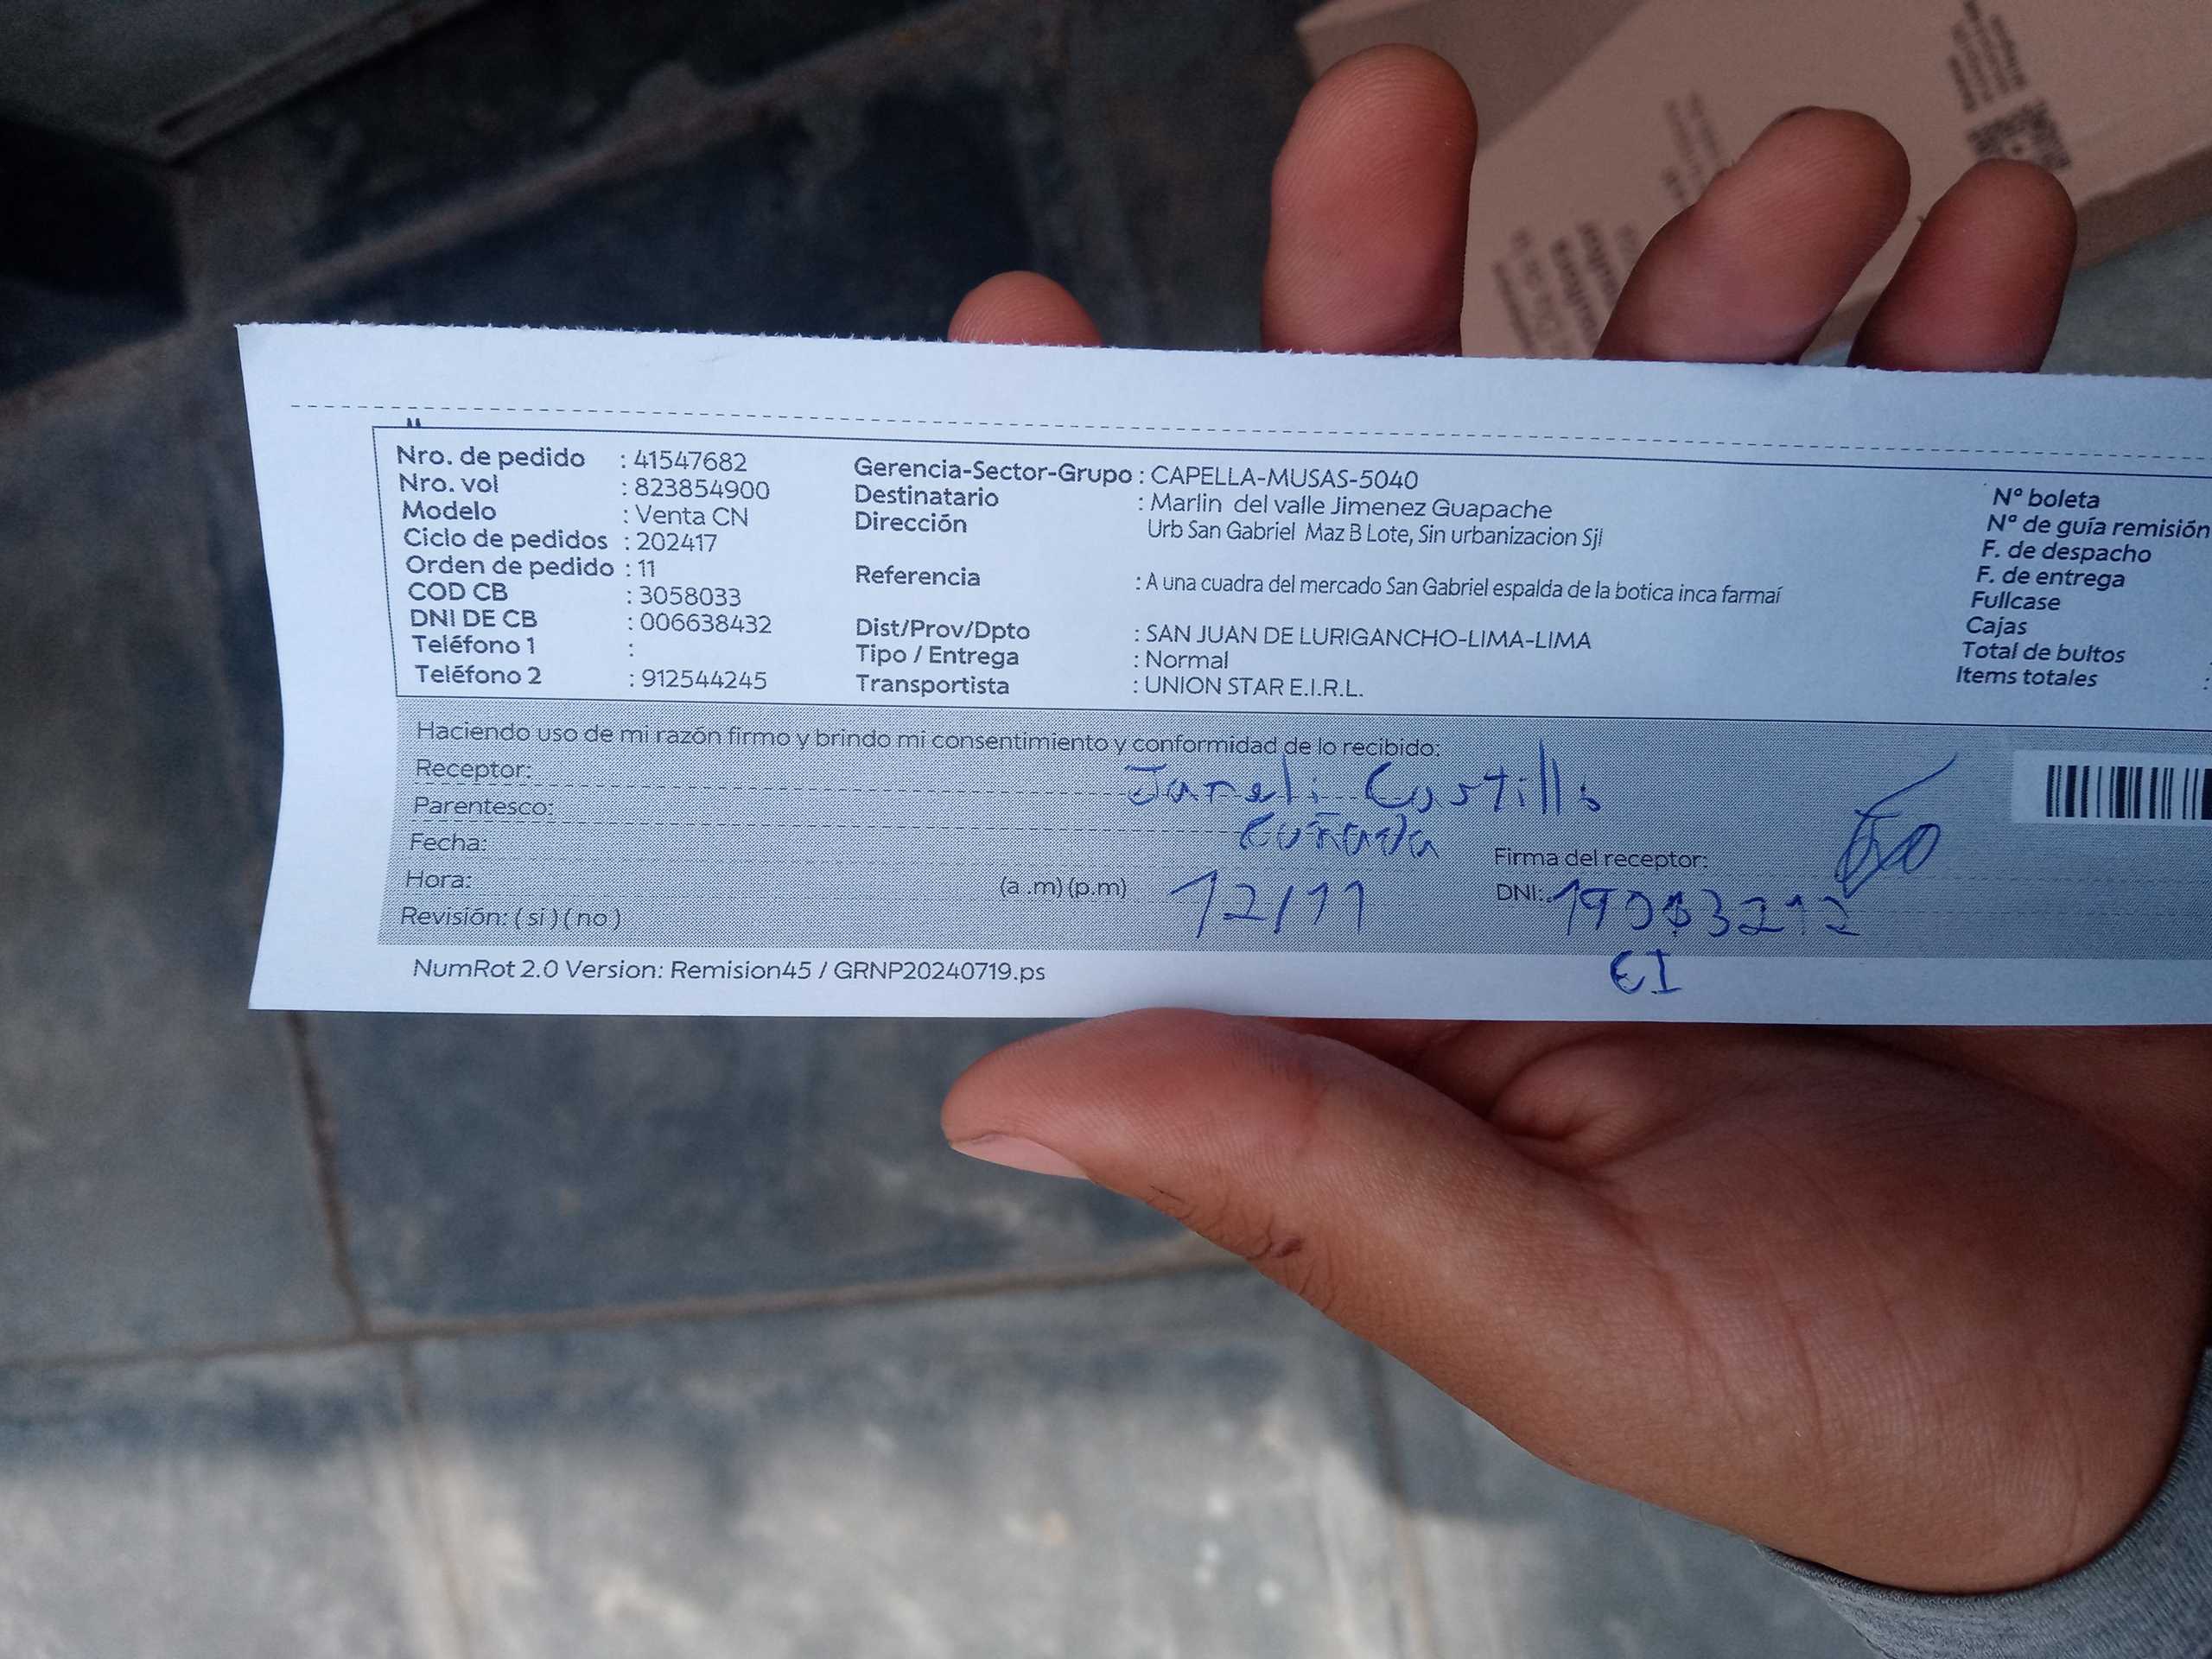 Nro. de pedido : 41547682
Nro. vol : 823854900
Modelo : Venta CN
Ciclo de pedidos : 202417
Orden de pedido : 11
COD CB : 3058033
DNI DE CB : 006638432
Teléfono 1 :
Teléfono 2 : 912544245
Gerencia-Sector-Grupo : CAPELLA-MUSAS-5040
Destinatario : Marlin del valle Jimenez Guapache
Dirección Urb San Gabriel Maz B Lote, Sin urbanizacion Sjl
Referencia : A una cuadra del mercado San Gabriel espalda de la botica inca farmaí
Dist/Prov/Dpto : SAN JUAN DE LURIGANCHO-LIMA-LIMA
Tipo / Entrega : Normal
Transportista : UNION STAR E.I.R.L.
N° boleta
N° de guía remisión
F. de despacho
F. de entrega
Fullcase
Cajas
Total de bultos
Items totales :
Haciendo uso de mi razón firmo y brindo mi consentimiento y conformidad de lo recibido:
Receptor: Castillo
Parentesco: Cuñada
Fecha: 12/11
Hora: (a .m) (p.m)
Revisión: ( si ) ( no )
Firma del receptor:
DNI:
NumRot 2.0 Version: Remision45 / GRNP20240719.ps